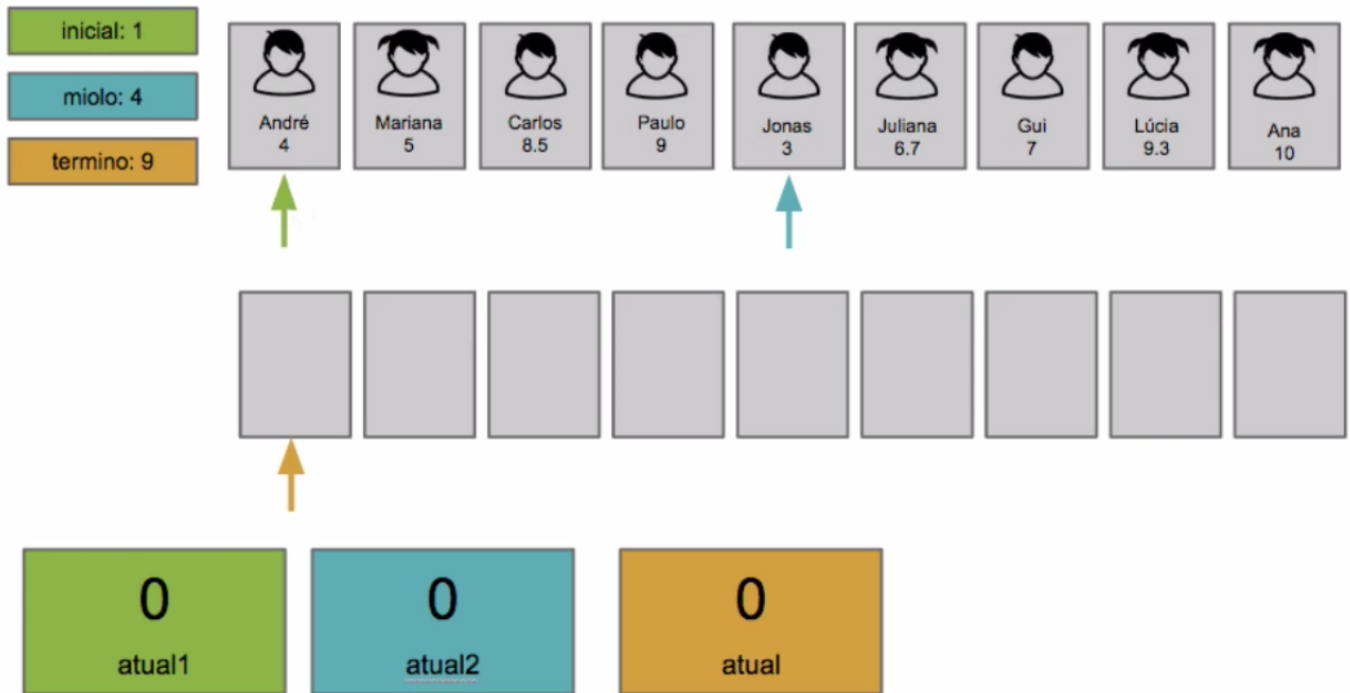 inicial: 1
miolo: 4
termino: 9
André
4
Mariana
5
Carlos
8.5
Paulo
9
Jonas
3
Juliana
6.7
Gui
7
Lúcia
9.3
Ana
10
0
atual1
0
atual2
0
atual